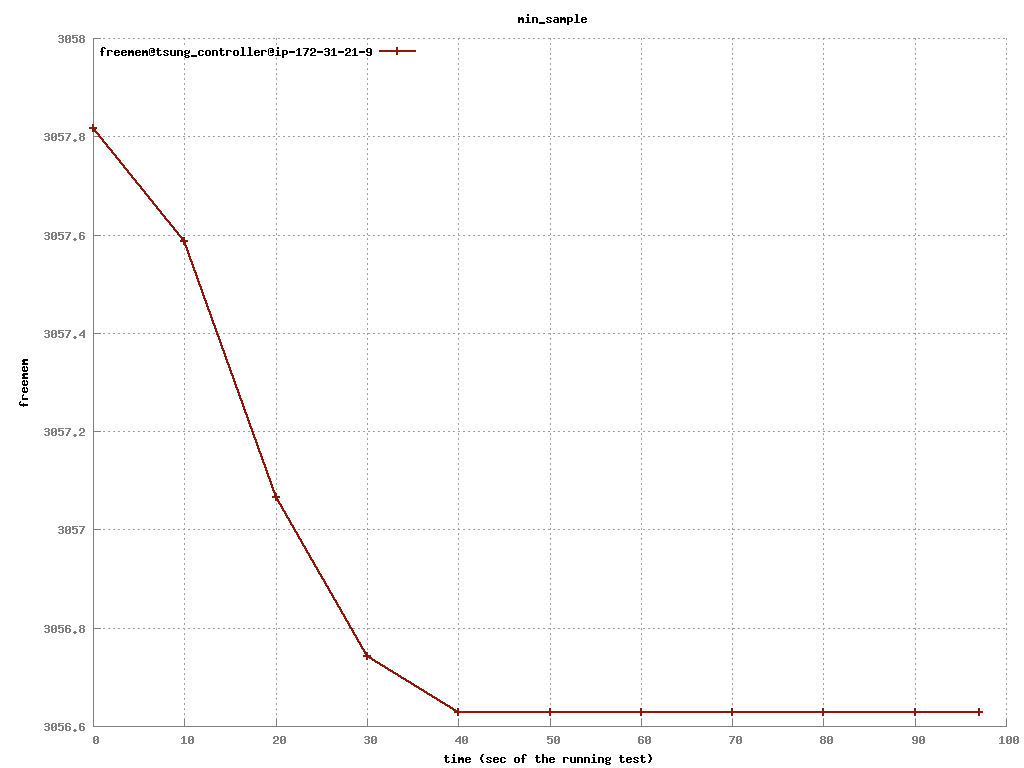 min_sample
3058
freemem@tsung_controller@ip-172-31-21-9
3057.8
3057.6
3057.4
freemem
3057.2
3057
3056.8
3056.6
0 10 20 30 40 50 60 70 80 90 100
time (sec of the running test)